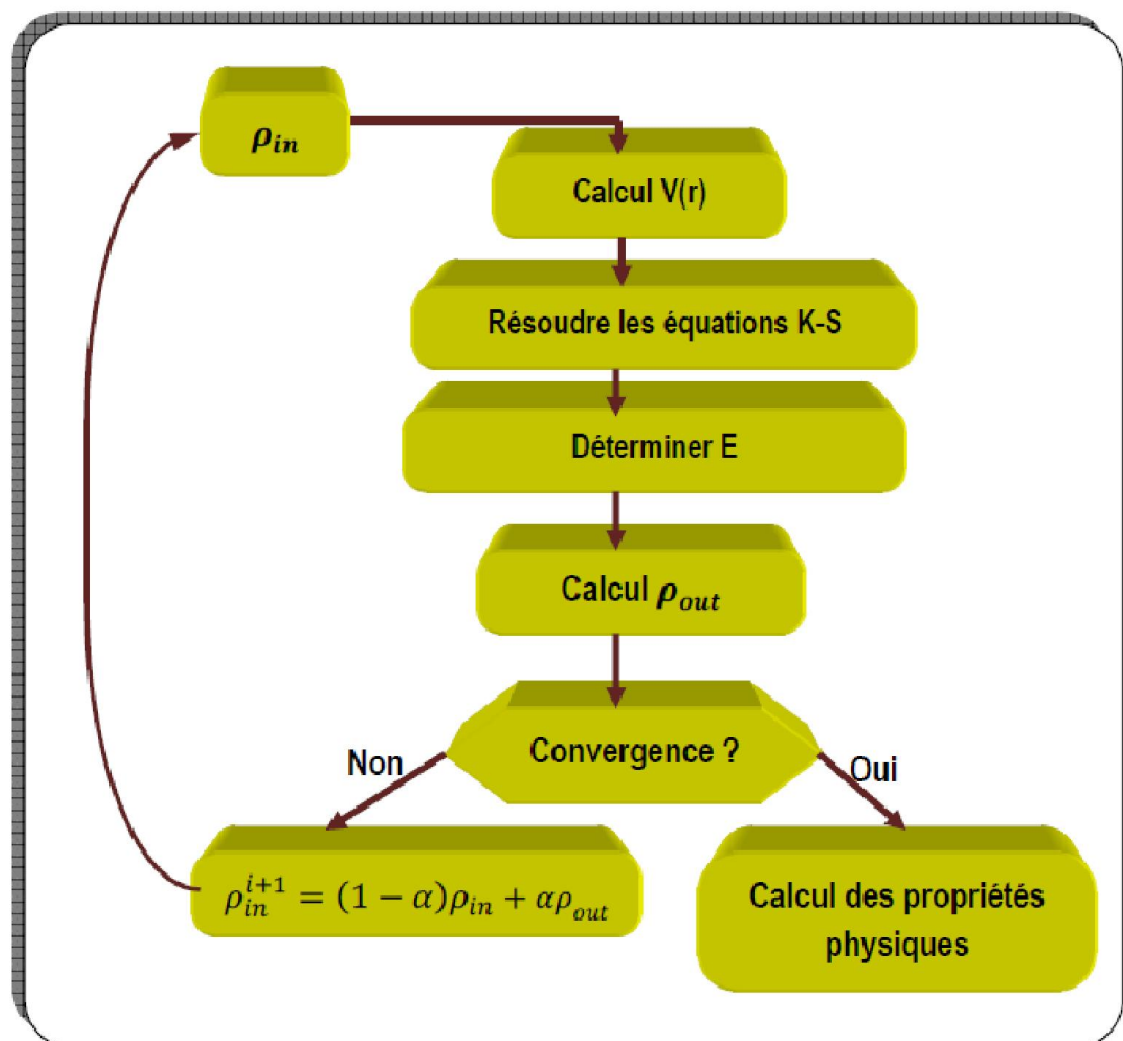 ρ_in
Calcul V(r)
Résoudre les équations K-S
Déterminer E
Calcul ρ_out
Convergence ?
Non
Oui
ρ_in^{i+1} = (1 − α)ρ_in + αρ_out
Calcul des propriétés
physiques